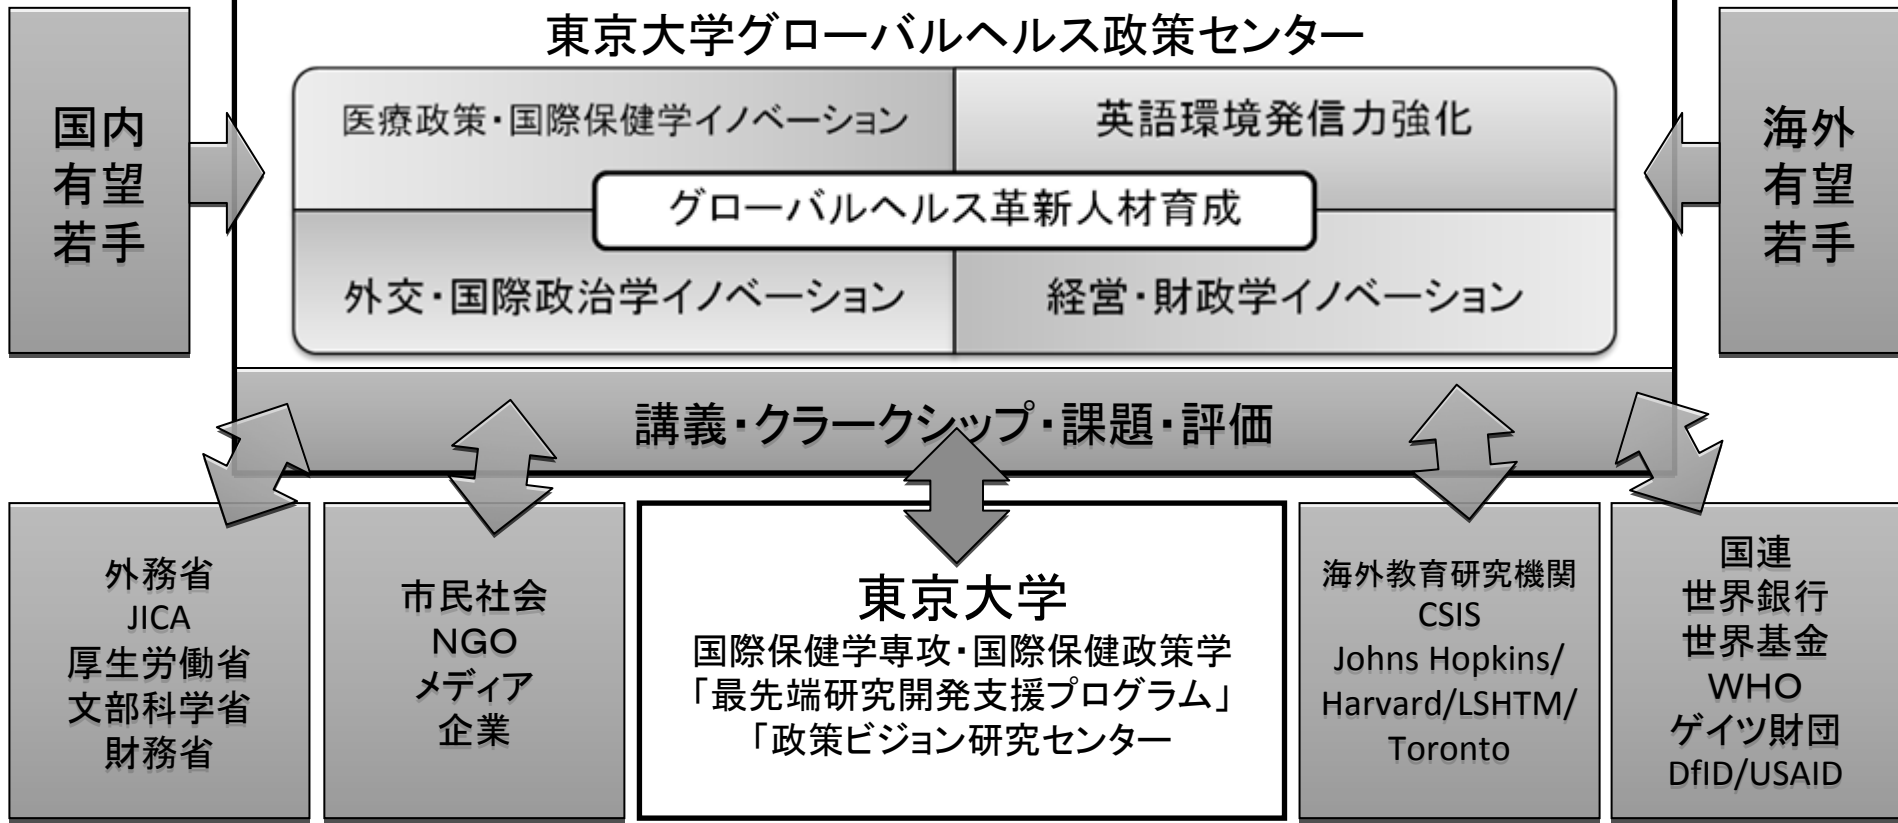 東京大学グローバルヘルス政策センター
国内
有望
若手
医療政策・国際保健学イノベーション
英語環境発信力強化
グローバルヘルス革新人材育成
外交・国際政治学イノベーション
経営・財政学イノベーション
海外
有望
若手
講義・クラークシップ・課題・評価
外務省
JICA
厚生労働省
文部科学省
財務省
市民社会
NGO
メディア
企業
東京大学
国際保健学専攻・国際保健政策学
「最先端研究開発支援プログラム」
「政策ビジョン研究センター
海外教育研究機関
CSIS
Johns Hopkins/
Harvard/LSHTM/
Toronto
国連
世界銀行
世界基金
WHO
ゲイツ財団
DfID/USAID